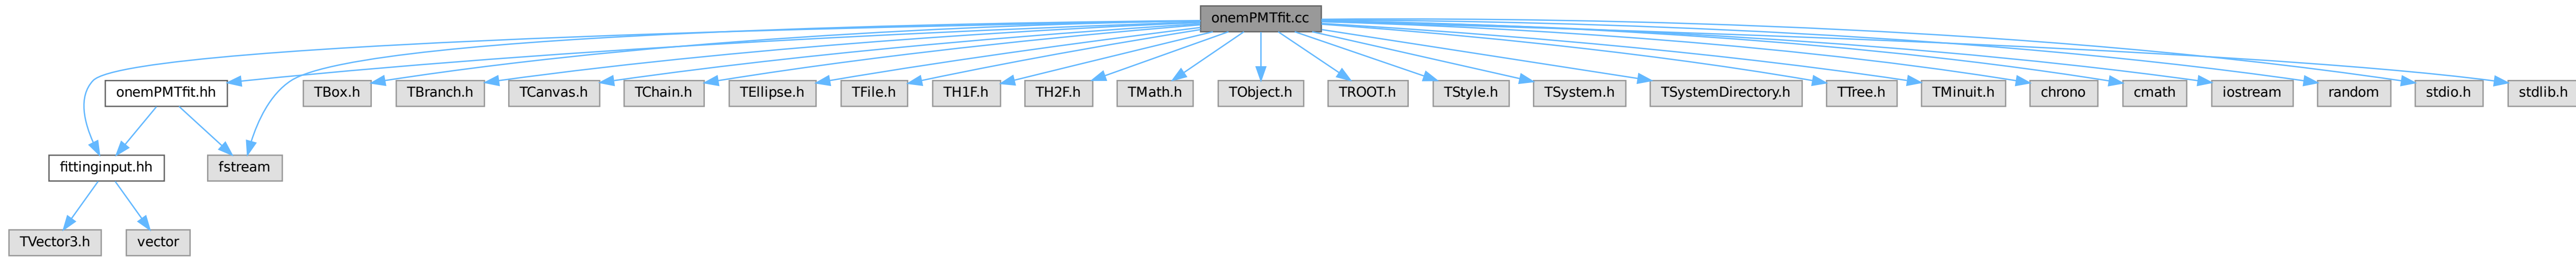 onemPMTfit.cc
onemPMTfit.hh
TBox.h
TBranch.h
TCanvas.h
TChain.h
TEllipse.h
TFile.h
TH1F.h
TH2F.h
TMath.h
TObject.h
TROOT.h
TStyle.h
TSystem.h
TSystemDirectory.h
TTree.h
TMinuit.h
chrono
cmath
iostream
random
stdio.h
stdlib.h
fittinginput.hh
fstream
TVector3.h
vector